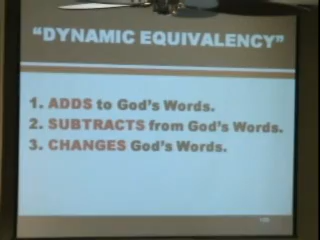 “DYNAMIC EQUIVALENCY”
1. ADDS to God's Words.
2. SUBTRACTS from God's Words.
3. CHANGES God's Words.